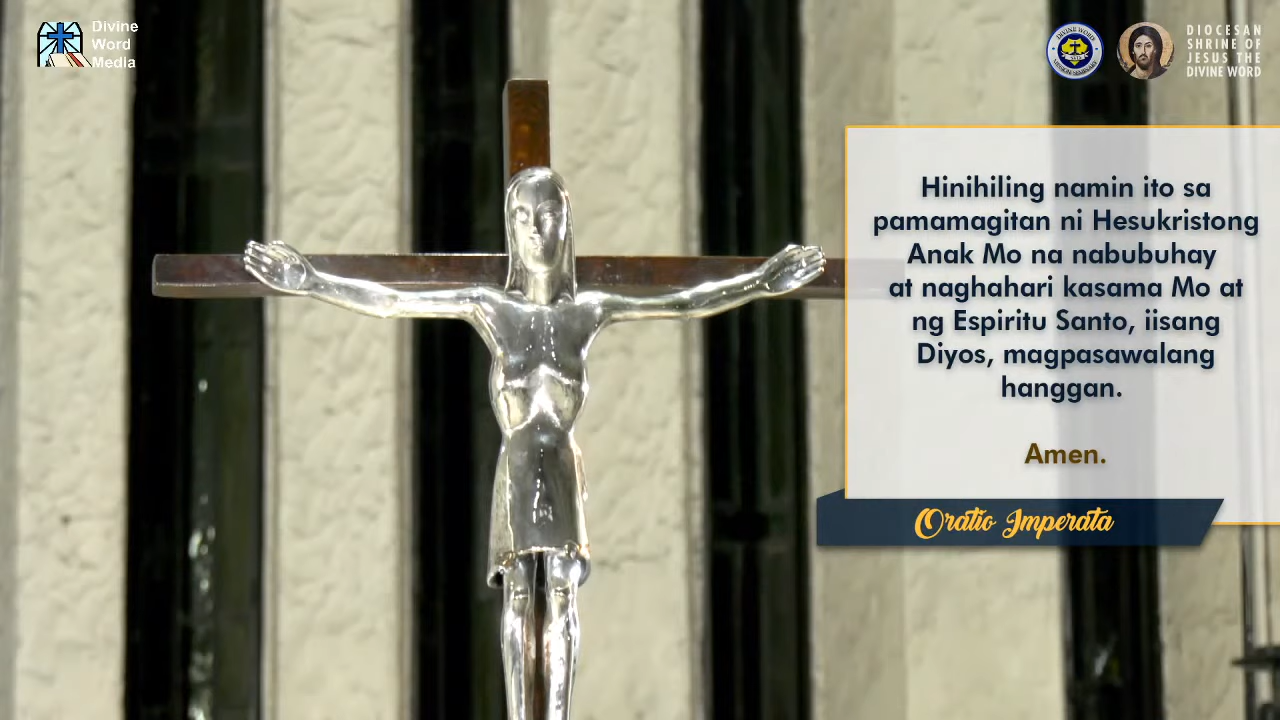 Divine
Word
Media
DIOCESAN
SHRINE OF
JESUS THE
DIVINE WORD
Hinihiling namin ito sa
pamamagitan ni Hesukristong
Anak Mo na nabubuhay
at naghahari kasama Mo at
ng Espiritu Santo, iisang
Diyos, magpasawalang
hanggan.
Amen.
Oratio Imperata